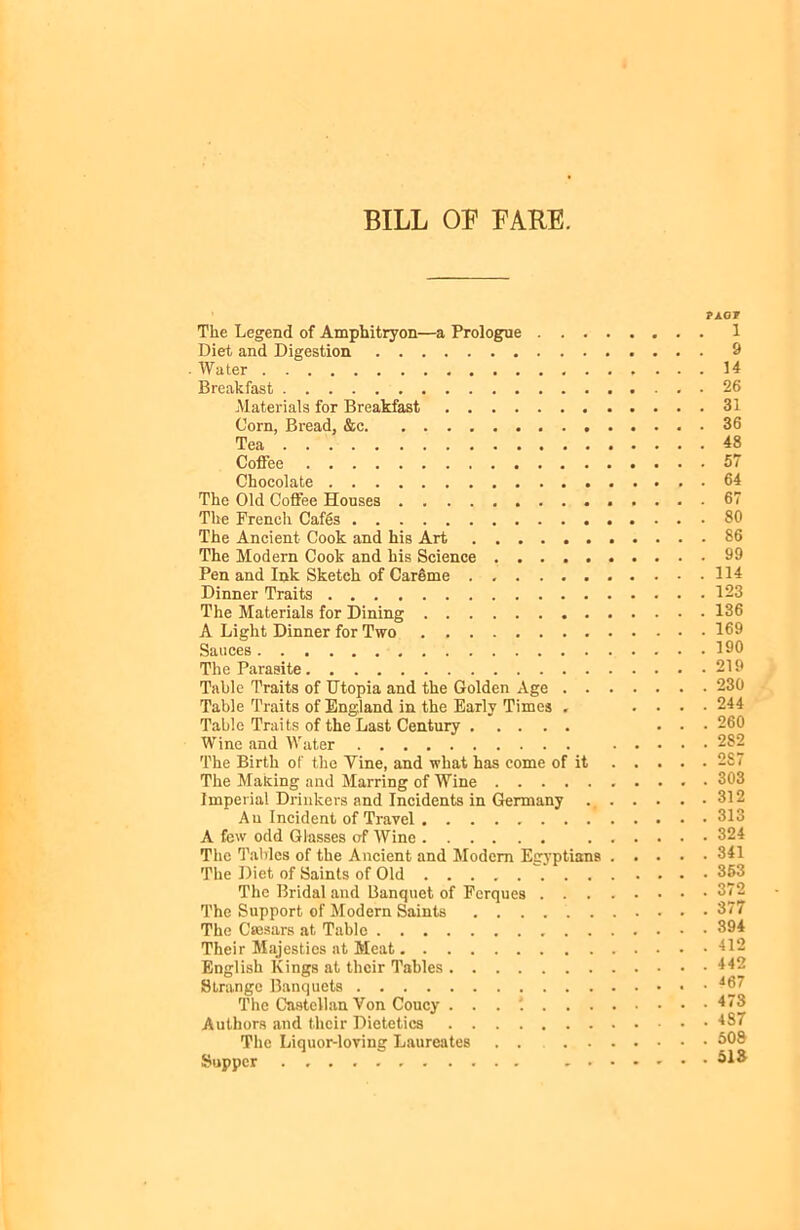 BILL OF FARE.
PAGE
The Legend of Amphitryon—a Prologue . . . . . . . . 1
Diet and Digestion . . . . . . . . . . . . . . . 9
Water . . . . . . . . . . . . . . . . . . . . 14
Breakfast . . . . . . . . . . . . . . . . . . . 26
Materials for Breakfast . . . . . . . . . . . . 31
Corn, Bread, &c. . . . . . . . . . . . . . . . 36
Tea . . . . . . . . . . . . . . . . . . . . 48
Coffee . . . . . . . . . . . . . . . . . . . 57
Chocolate . . . . . . . . . . . . . . . . . . 64
The Old Coffee Houses . . . . . . . . . . . . . . 67
The French Cafés . . . . . . . . . . . . . . . . 80
The Ancient Cook and his Art . . . . . . . . . . . 86
The Modern Cook and his Science . . . . . . . . . . 99
Pen and Ink Sketch of Carême . . . . . . . . . . . 114
Dinner Traits . . . . . . . . . . . . . . . . . 123
The Materials for Dining . . . . . . . . . . . . . 136
A Light Dinner for Two . . . . . . . . . . . . . 169
Sauces . . . . . . . . . . . . . . . . . . . . 190
The Parasite . . . . . . . . . . . . . . . . . . 219
Table Traits of Utopia and the Golden Age . . . . . . . 230
Table Traits of England in the Early Times . . . . . 244
Table Traits of the Last Century . . . . . . . . 260
Wine and Water . . . . . . . . . . . . . . . 282
The Birth of the Vine, and what has come of it . . . . . 287
The Making and Marring of Wine . . . . . . . . . . 303
Imperial Drinkers and Incidents in Germany . . . . . . 312
An Incident of Travel . . . . . . . . . . . . . 313
A few odd Glasses of Wine . . . . . . . . . . . . 324
The Tables of the Ancient and Modern Egyptians . . . . . 341
The Diet of Saints of Old . . . . . . . . . . . . . 353
The Bridal and Banquet of Ferques . . . . . . . . 372
The Support of Modern Saints . . . . . . . . . . . 377
The Cæsars at Table . . . . . . . . . . . . . . . 394
Their Majesties at Meat . . . . . . . . . . . . . . 412
English Kings at their Tables . . . . . . . . . . . . 442
Strange Banquets . . . . . . . . . . . . . . . . 467
The Castellan Von Coucy . . . . . . . . . . . . 473
Authors and their Dietetics . . . . . . . . . . . . 487
The Liquor-loving Laureates . . . . . . . . . . 508
Supper . . . . . . . . . . . . . . . . . . 513